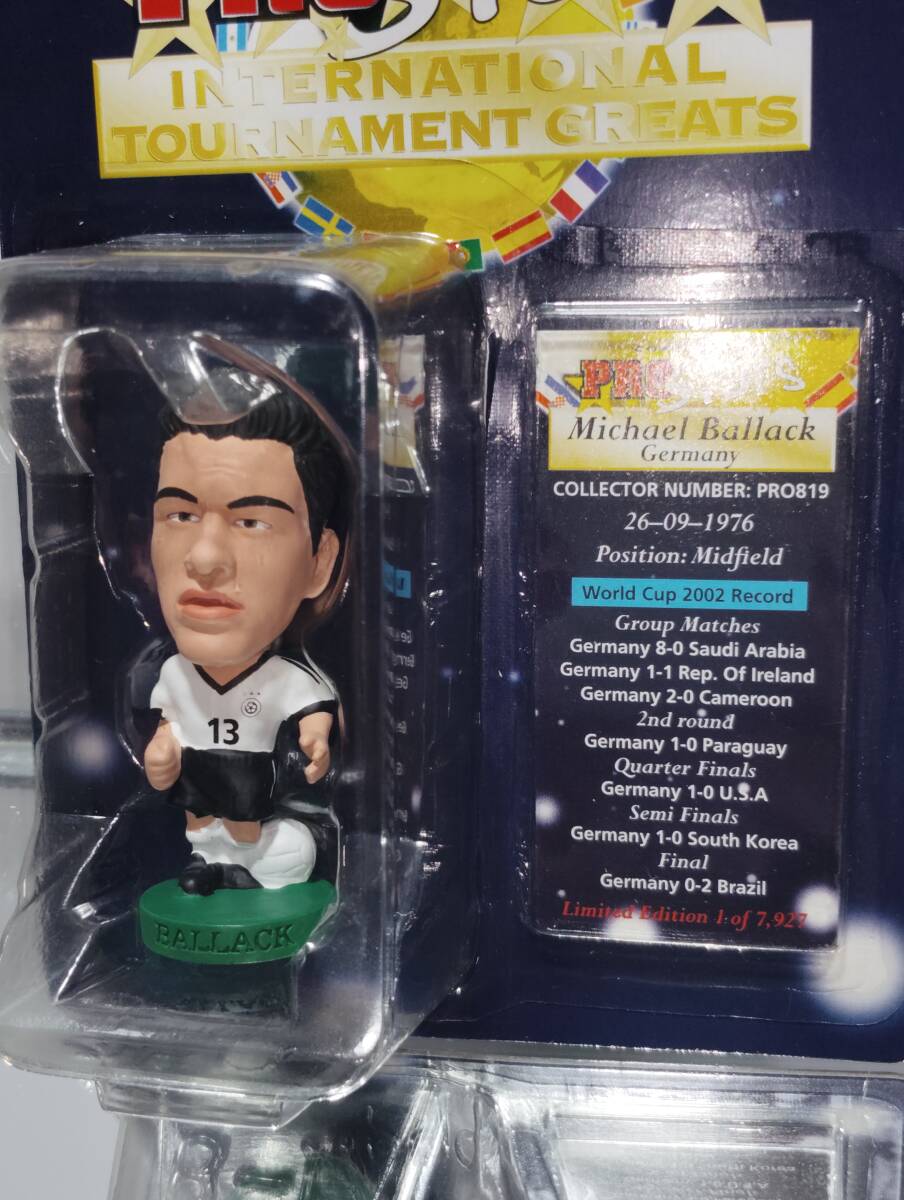 INTERNATIONAL
TOURNAMENT GREATS
PRO Stars
Michael Ballack
Germany
COLLECTOR NUMBER: PRO819
26–09–1976
Position: Midfield
World Cup 2002 Record
Group Matches
Germany 8-0 Saudi Arabia
Germany 1-1 Rep. Of Ireland
Germany 2-0 Cameroon
2nd round
Germany 1-0 Paraguay
Quarter Finals
Germany 1-0 U.S.A
Semi Finals
Germany 1-0 South Korea
Final
Germany 0-2 Brazil
Limited Edition 1 of 7,927
13
BALLACK